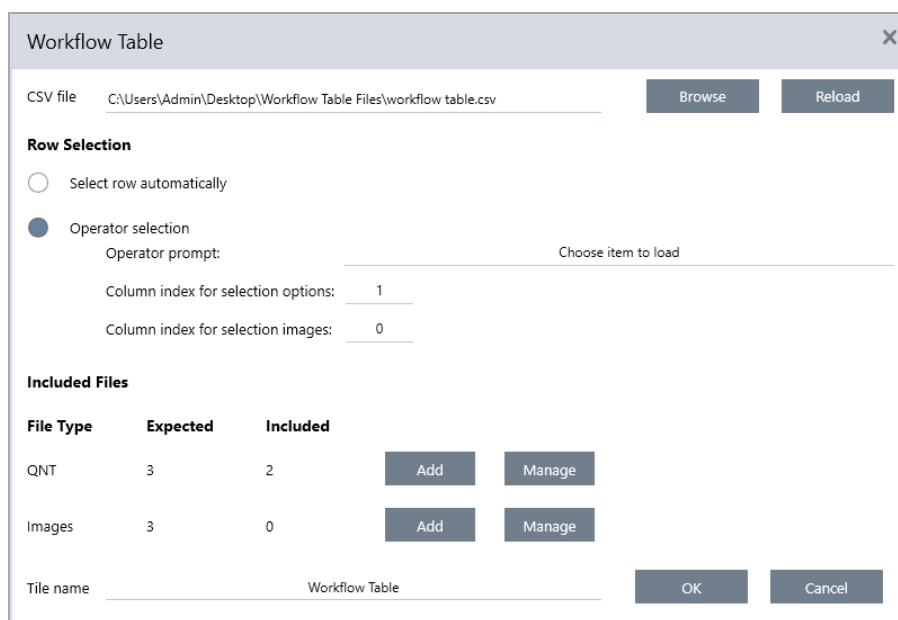 Workflow Table
CSV file C:\Users\Admin\Desktop\Workflow Table Files\workflow table.csv Browse Reload
Row Selection
Select row automatically
Operator selection
Operator prompt: Choose item to load
Column index for selection options: 1
Column index for selection images: 0
Included Files
File Type Expected Included
QNT 3 2 Add Manage
Images 3 0 Add Manage
Tile name Workflow Table OK Cancel